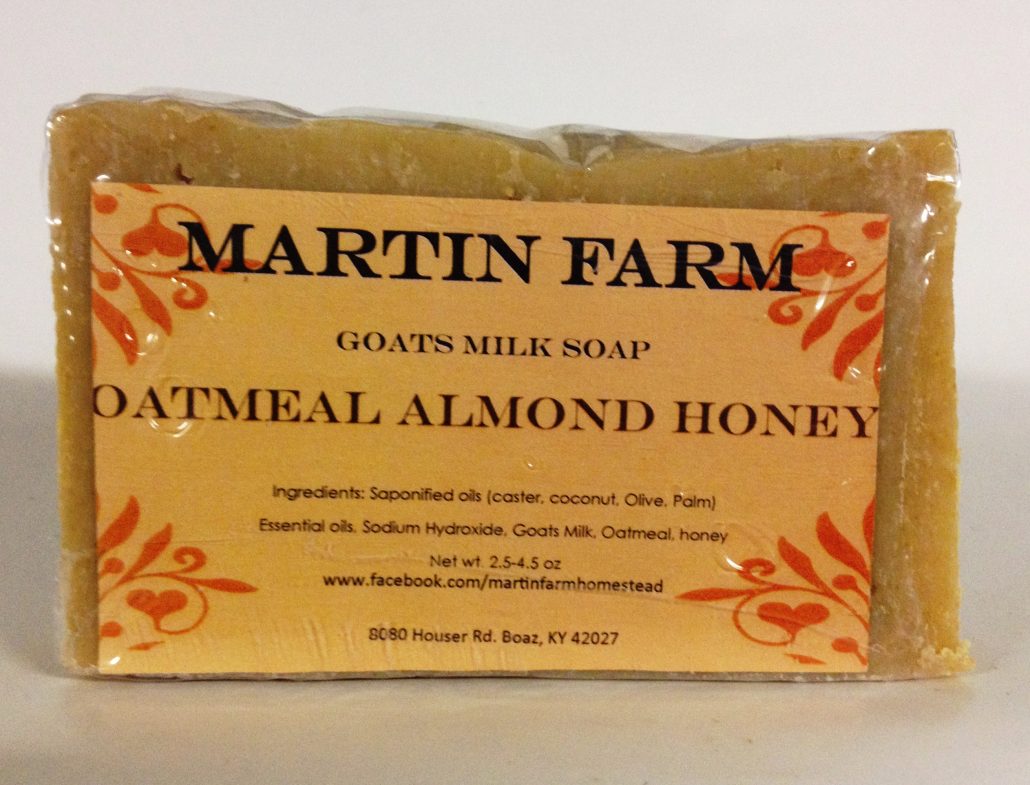 MARTIN FARM
GOATS MILK SOAP
OATMEAL ALMOND HONEY
Ingredients: Saponified oils (caster, coconut, Olive, Palm)
Essential oils, Sodium Hydroxide, Goats Milk, Oatmeal, honey
Net wt. 2.5-4.5 oz
www.facebook.com/martinfarmhomestead
8080 Houser Rd. Boaz, KY 42027